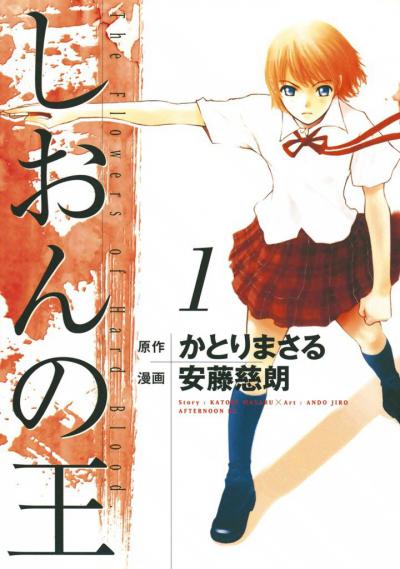 しおんの王
The Flowers of Hard Blood.
1
原作 かとりまさる
漫画 安藤慈朗
Story : KATORI MASARU × Art : ANDO JIRO
AFTERNOON KC